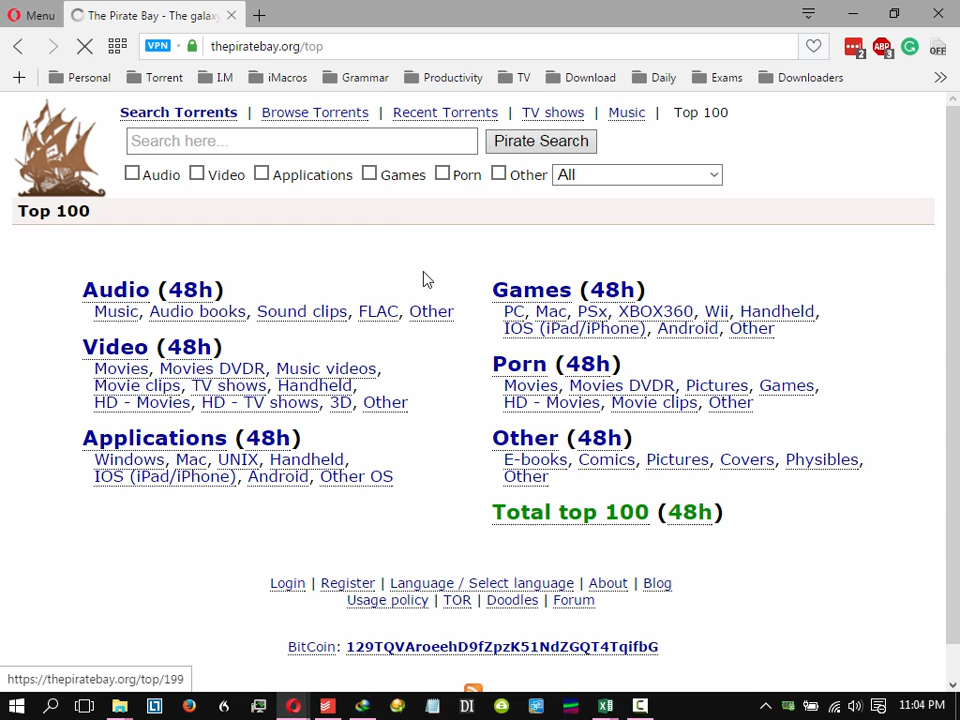 Menu
The Pirate Bay - The galaxy
VPN
thepiratebay.org/top
2
ABP
3
OFF
Personal
Torrent
I.M
iMacros
Grammar
Productivity
TV
Download
Daily
Exams
Downloaders
Search Torrents | Browse Torrents | Recent Torrents | TV shows | Music | Top 100
Search here...
Pirate Search
Audio
Video
Applications
Games
Porn
Other
All
Top 100
Audio (48h)
Music, Audio books, Sound clips, FLAC, Other
Video (48h)
Movies, Movies DVDR, Music videos,
Movie clips, TV shows, Handheld,
HD - Movies, HD - TV shows, 3D, Other
Applications (48h)
Windows, Mac, UNIX, Handheld,
IOS (iPad/iPhone), Android, Other OS
Games (48h)
PC, Mac, PSx, XBOX360, Wii, Handheld,
IOS (iPad/iPhone), Android, Other
Porn (48h)
Movies, Movies DVDR, Pictures, Games,
HD - Movies, Movie clips, Other
Other (48h)
E-books, Comics, Pictures, Covers, Physibles,
Other
Total top 100 (48h)
Login | Register | Language / Select language | About | Blog
Usage policy | TOR | Doodles | Forum
BitCoin: 129TQVAroeehD9fZpzK51NdZGQT4TqifbG
https://thepiratebay.org/top/199
DI
11:04 PM